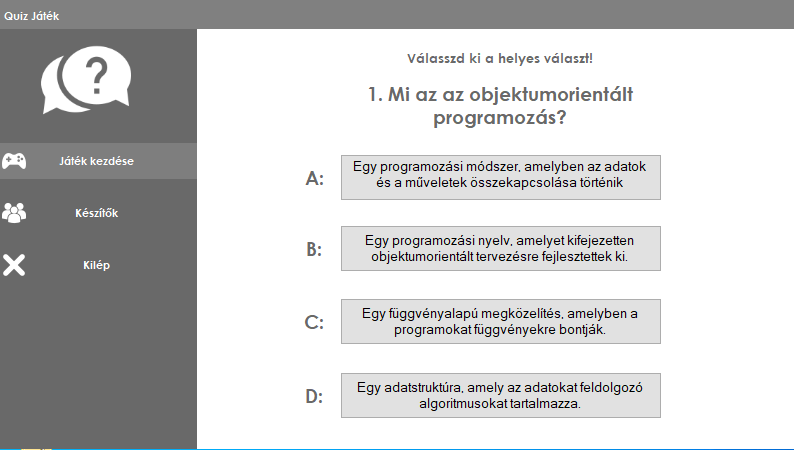 Quiz Játék
Játék kezdése
Készítők
Kilép
Válasszd ki a helyes választ!
1. Mi az az objektumorientált
programozás?
A:
Egy programozási módszer, amelyben az adatok
és a műveletek összekapcsolása történik
B:
Egy programozási nyelv, amelyet kifejezetten
objektumorientált tervezésre fejlesztettek ki.
C:
Egy függvényalapú megközelítés, amelyben a
programokat függvényekre bontják.
D:
Egy adatstruktúra, amely az adatokat feldolgozó
algoritmusokat tartalmazza.